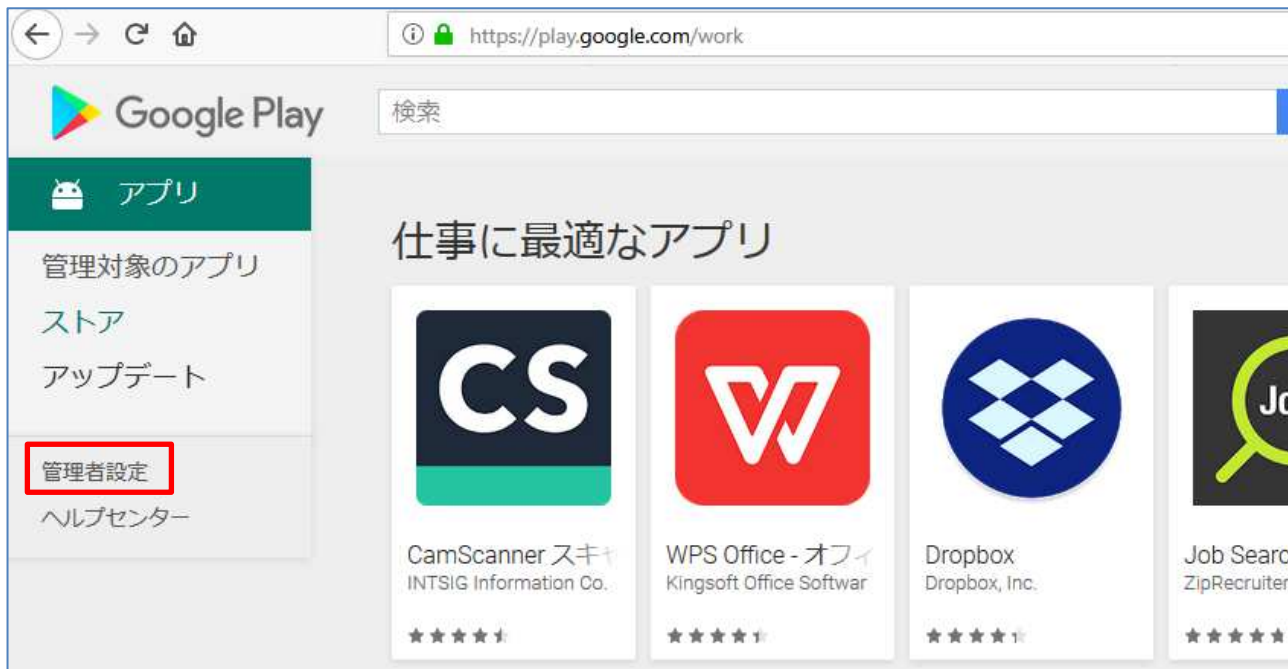 https://play.google.com/work
Google Play
検索
アプリ
管理対象のアプリ
ストア
アップデート
管理者設定
ヘルプセンター
仕事に最適なアプリ
CS
CamScanner スキャ
INTSIG Information Co.
WPS Office - オフィ
Kingsoft Office Softwar
Dropbox
Dropbox, Inc.
Jo
Job Searc
ZipRecruiter